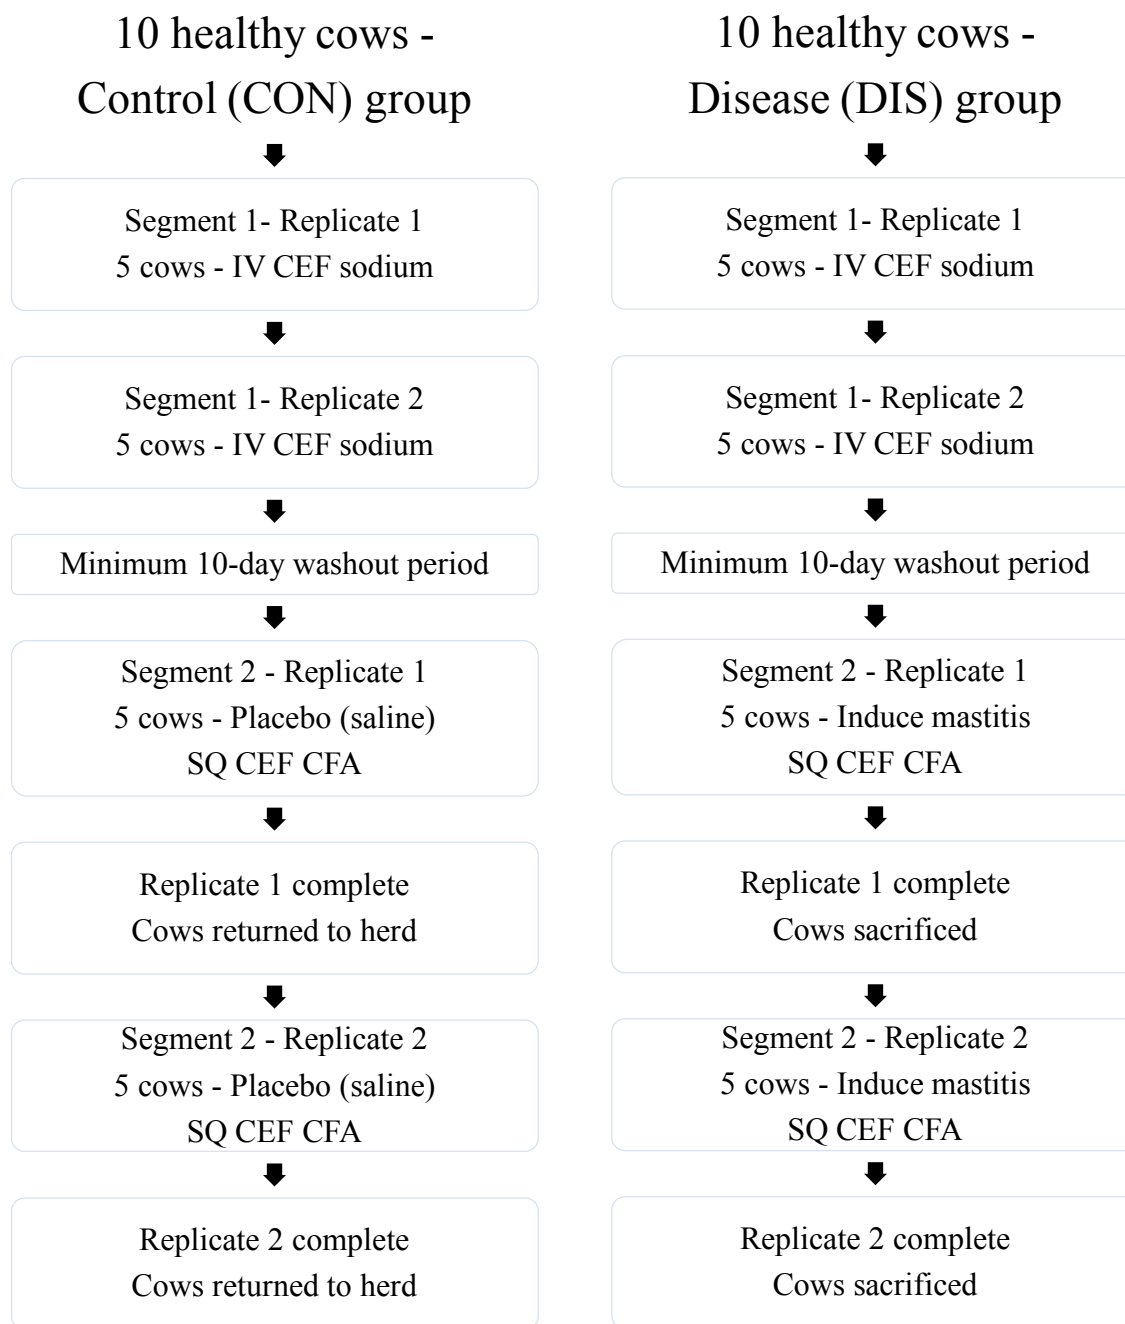 10 healthy cows -
Control (CON) group
Segment 1- Replicate 1
5 cows - IV CEF sodium
Segment 1- Replicate 2
5 cows - IV CEF sodium
Minimum 10-day washout period
Segment 2 - Replicate 1
5 cows - Placebo (saline)
SQ CEF CFA
Replicate 1 complete
Cows returned to herd
Segment 2 - Replicate 2
5 cows - Placebo (saline)
SQ CEF CFA
Replicate 2 complete
Cows returned to herd
10 healthy cows -
Disease (DIS) group
Segment 1- Replicate 1
5 cows - IV CEF sodium
Segment 1- Replicate 2
5 cows - IV CEF sodium
Minimum 10-day washout period
Segment 2 - Replicate 1
5 cows - Induce mastitis
SQ CEF CFA
Replicate 1 complete
Cows sacrificed
Segment 2 - Replicate 2
5 cows - Induce mastitis
SQ CEF CFA
Replicate 2 complete
Cows sacrificed